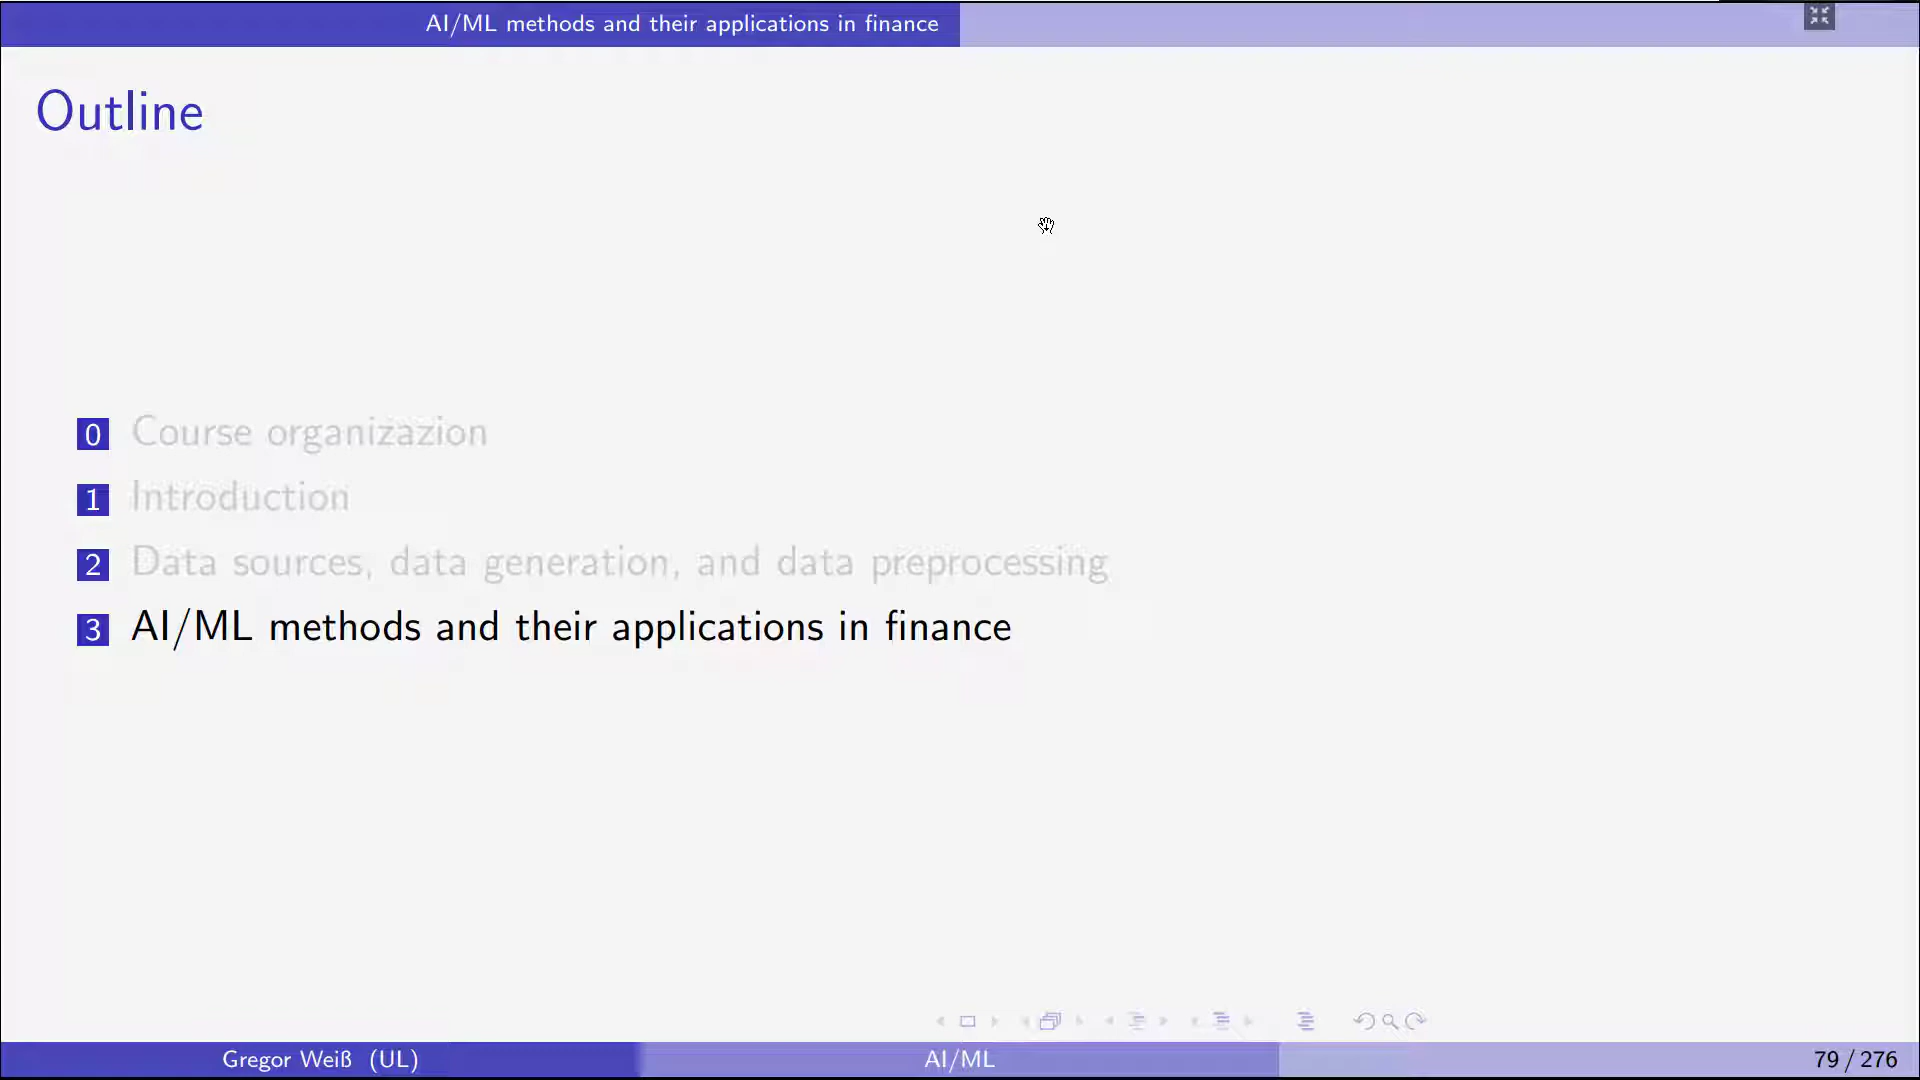 AI/ML methods and their applications in finance
Outline
0 Course organizazion
1 Introduction
2 Data sources, data generation, and data preprocessing
3 AI/ML methods and their applications in finance
Gregor Weiß (UL)
AI/ML
79 / 276